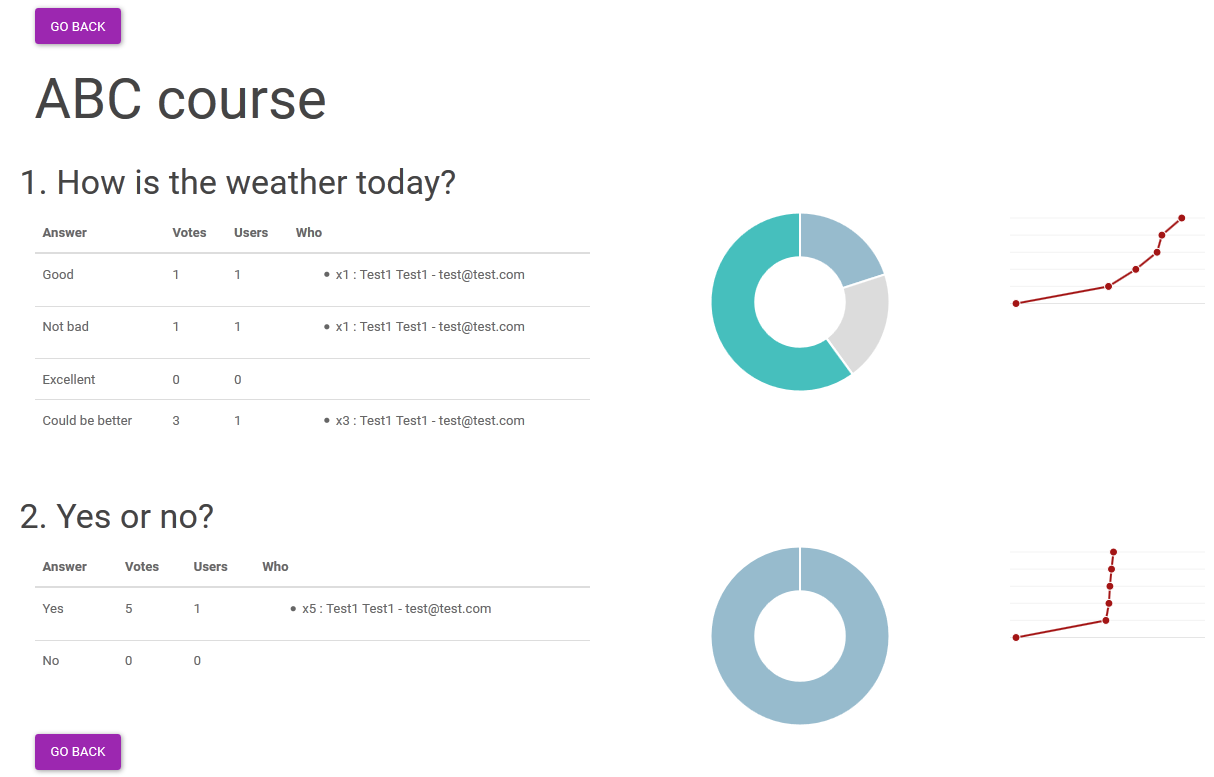 GO BACK
ABC course
1. How is the weather today?
Answer Votes Users Who
Good 1 1 • x1 : Test1 Test1 - test@test.com
Not bad 1 1 • x1 : Test1 Test1 - test@test.com
Excellent 0 0
Could be better 3 1 • x3 : Test1 Test1 - test@test.com
2. Yes or no?
Answer Votes Users Who
Yes 5 1 • x5 : Test1 Test1 - test@test.com
No 0 0
GO BACK